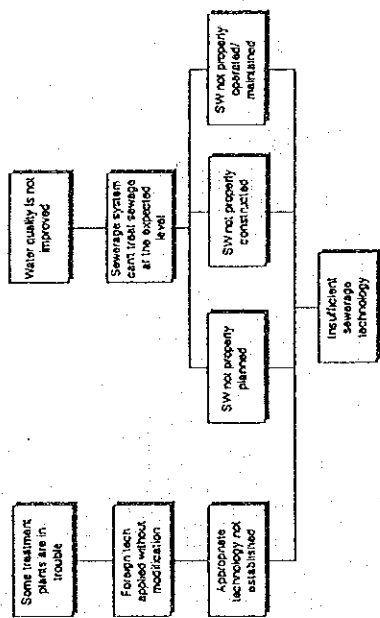 Water quality is not
improved
Some treatment
plants are in
trouble
Sewerage system
can't treat sewage
at the expected
level
Foreign tech
applied without
modification
SW not properly
operated/
maintained
SW not properly
constructed
SW not properly
planned
Appropriate
technology not
established
Insufficient
sewerage
technology